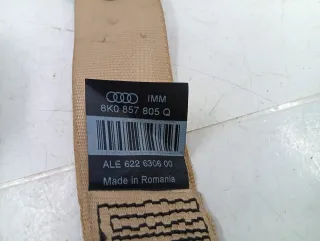 IMM
8K0 857 805 Q
ALE 622 6306 00
Made in Romania